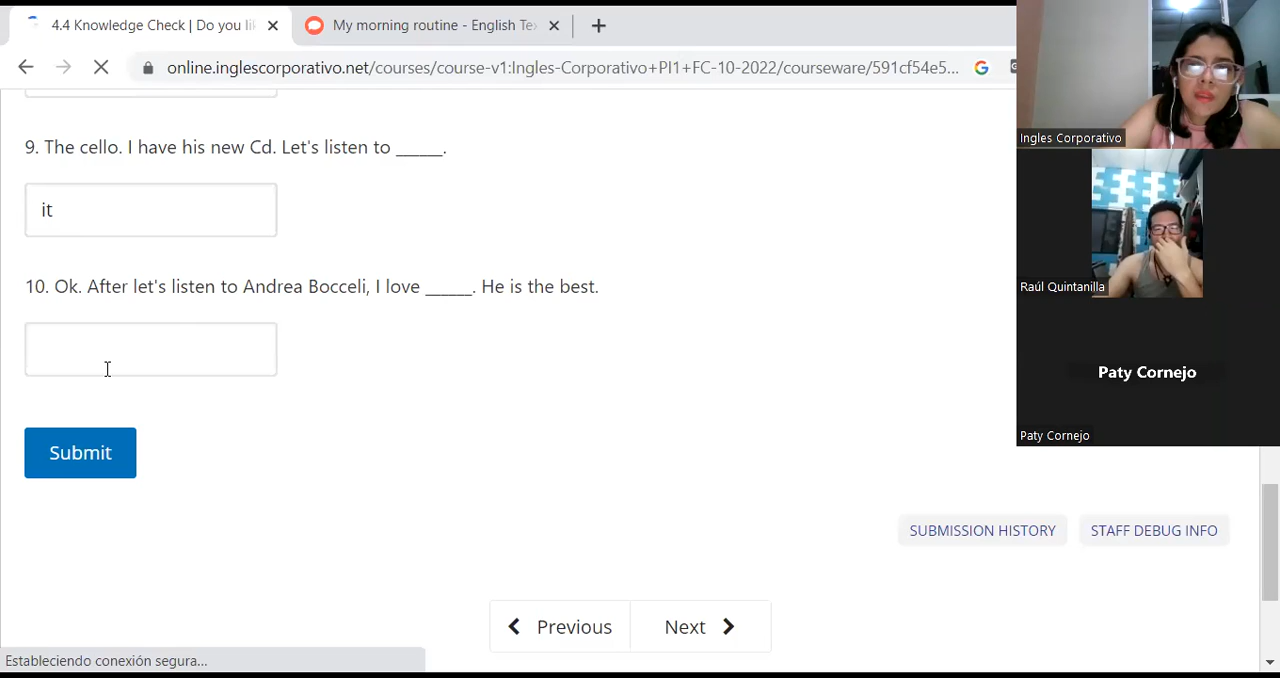 4.4 Knowledge Check | Do you li
My morning routine - English Te
online.inglescorporativo.net/courses/course-v1:Ingles-Corporativo+PI1+FC-10-2022/courseware/591cf54e5...
9. The cello. I have his new Cd. Let's listen to _____.
it
10. Ok. After let's listen to Andrea Bocceli, I love _____. He is the best.
Submit
SUBMISSION HISTORY
STAFF DEBUG INFO
Previous
Next
Estableciendo conexión segura...
Ingles Corporativo
Raúl Quintanilla
Paty Cornejo
Paty Cornejo